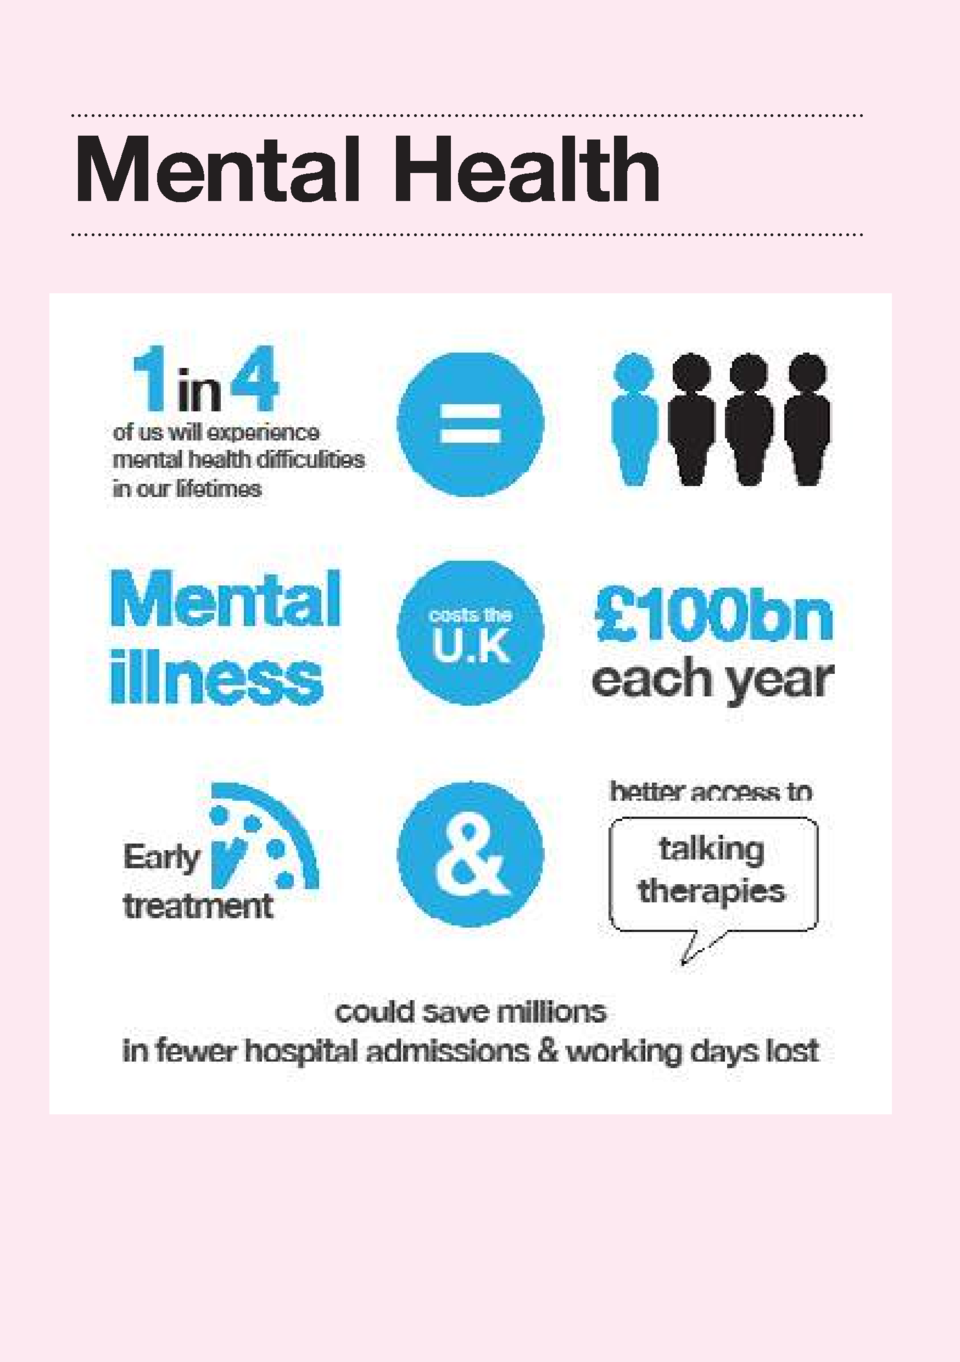 Mental Health
1 in 4
of us will experience
mental health difficulities
in our lifetimes
=
Mental
illness
costs the
U.K
£100bn
each year
Early
treatment
&
better access to
talking
therapies
could save millions
in fewer hospital admissions & working days lost